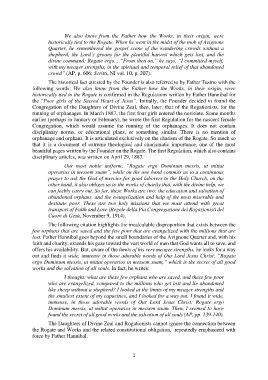 We also know from the Father how the Works, in their origin, were
historically tied to the Rogate. When he went in the midst of the mob of Avignone
Quarter, he remembered the gospel scene of the wandering crowds without a
shepherd, the Lord's groans for the plentiful harvest which gets lost, and the
divine command: Rogate ergo... "From then on," he says, "I committed myself,
with my meager strengths, in the spiritual and temporal relief of that abandoned
crowd" (AP, p. 606; Scritti, NI vol. 10, p. 207).
The historical fact attested by the Founder is also referred to by Father Tusino with the
following words: We also know from the Father how the Works, in their origin, were
historically tied to the Rogate is confirmed in the Regulations written by Father Hannibal for
the "Poor girls of the Sacred Heart of Jesus". Initially, the Founder decided to found the
Congregation of the Daughters of Divine Zeal, then, later, that of the Rogationists, for the
running of orphanages. In March 1887, the first four girls entered the novitiate. Some months
earlier (perhaps in January or February), he wrote the first Regulation for the nascent female
Congregation, which would assume the running of the orphanages. It does not contain
disciplinary norms, or educational plans, or something similar. There is no mention of
orphanage and orphans. It is articulated exclusively on the charism of the Rogate. So much so
that it is a document of extreme theological and charismatic importance, one of the most
beautiful pages written by the Founder on the Rogate. The first Regulation, which also contains
disciplinary articles, was written on April 29, 1887.
Our most noble uniform, "Rogate ergo Dominum messis, ut mittat
operarios in messem suam", while on the one hand commits us to a continuous
prayer to ask the God of mercies for good laborers in the Holy Church, on the
other hand, it also obliges us in the works of charity that, with the divine help, we
can feebly carry out. So far, these Works are two: the education and salvation of
abandoned orphans, and the evangelization and help of the most miserable and
destitute poor. These are two holy missions that we must attend with great
transport of Faith and Love (Regole della Pia Congregazione dei Rogazionisti del
Cuore di Gesù, November 9, 1914).
The following citation highlights the incalculable disproportion that exists between the
few orphans that are saved and the few poor that are evangelized with the millions that are
lost. Father Hannibal goes beyond the small boundaries of the Avignone Quarter and, with his
faith and charity, extends his gaze toward the vast world of men that God wants all to save, and
offers his availability. But, aware of the limits of his very meager strengths, he looks for a way
out and finds it wide, immense in those adorable words of Our Lord Jesus Christ: "Rogate
ergo Dominum messis, ut mittat operarios in messem suam," which is the secret of all good
works and the salvation of all souls. In fact, he writes:
I thought: what are these few orphans who are saved, and these few poor
who are evangelized, compared to the millions who get lost and lie abandoned
like sheep without a shepherd? I looked at the limits of my meager strengths and
the smallest extent of my capacities, and I looked for a way out. I found it wide,
immense, in those adorable words of Our Lord Jesus Christ: Rogate ergo
Dominum messis, ut mittat operarios in messem suam. Then, I seemed to have
found the secret of all good works and the salvation of all souls (AP, pp. 139-140).
The Daughters of Divine Zeal and Rogationists cannot ignore the connection between
the Rogate and Works and the related constitutional obligation, repeatedly emphasized with
force by Father Hannibal.
2